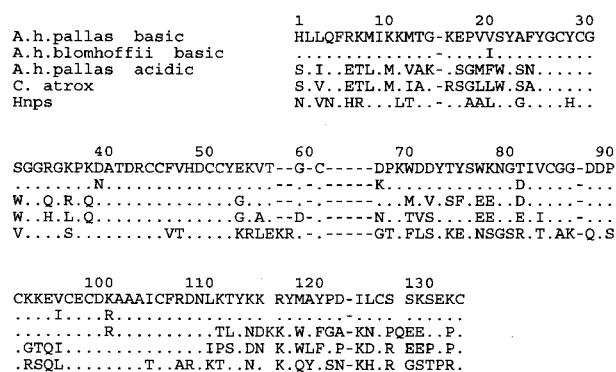 1 10 20 30
A.h.pallas basic HLLQFRKMIKKMTG-KEPVVSYAFYGCYCG
A.h.blomhoffii basic ....................I..........
A.h.pallas acidic S.I..ETL.M.VAK-.SGMFW.SN.......
C. atrox S.V..ETL.M.IA.-RSGLLW.SA.......
Hnps N.VN.HR...LT..-..AAL..G....H..
40 50 60 70 80 90
SGGRGKPKDATDRCCFVHDCCYEKVT--G-C-----DPKWDDYTYSWKNGTIVCGG-DDP
........N.................--.-.-----K.............D.....-...
W..Q.R.Q.............G....--.-.-----....M.V.SF.EE..D.....-...
W..H.L.Q.............G.A..--D-.-----N..TVS....EE..E.I...-...
V....K.........VT....KRLEKR.-.-----GT.FLS.KE.NSGSR.T.AK-Q.S
100 110 120 130
CKKEVCECDKAAAICFRDNLKTYKK RYMAYPD-ILCS SKSEKC
....I....R............... .......-.... ......
.........R..........TL.NDKK.W.FGA-KN.PQEE..P.
.GTQI..............IPS.DN K.WLF.P-KD.R EEP.P.
.RSQL.....T..AR.KT..N. K.QY.SN-KH.R GSTPR.